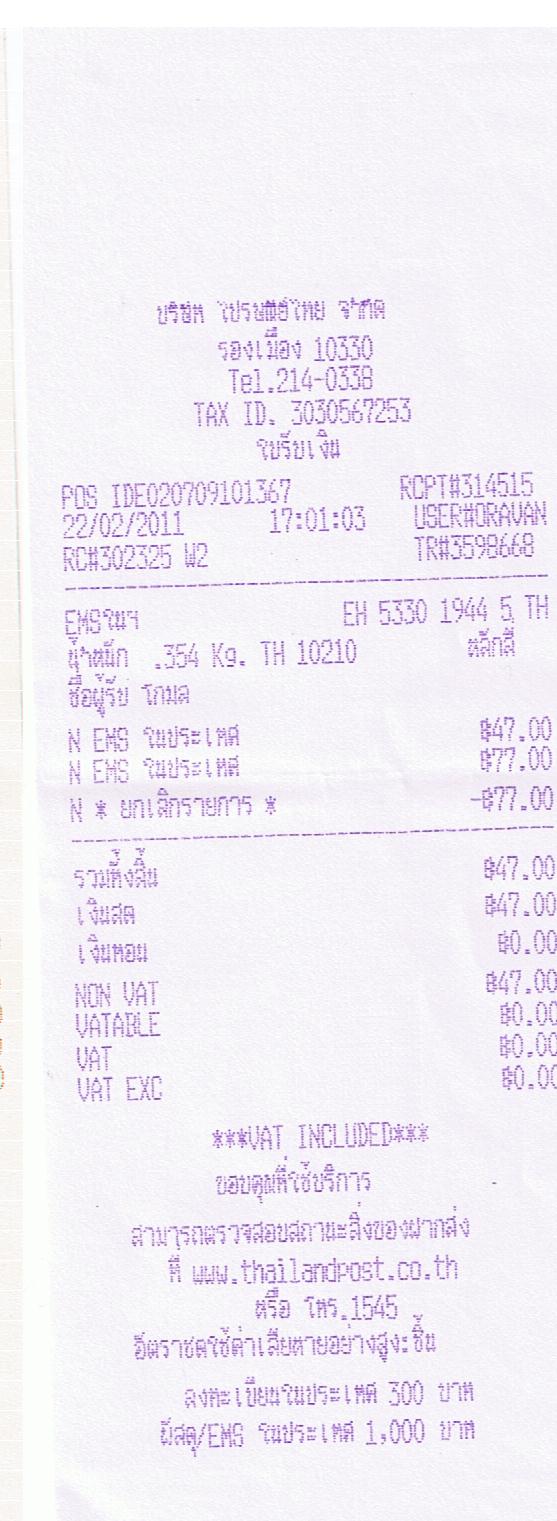 บริษัท ไปรษณีย์ไทย จำกัด
รองเมือง 10330
Tel.214-0338
TAX ID. 3030567253
ใบรับเงิน
POS IDE020709101367 RCPT#314515
22/02/2011 17:01:03 USER#ORAVAN
RC#302325 W2 TR#3598668
EMSในฯ EH 5330 1944 5 TH
น้ำหนัก .354 Kg. TH 10210 หลักสี่
ชื่อผู้รับ โกมล
N EMS ในประเทศ ฿47.00
N EMS ในประเทศ ฿77.00
N * ยกเลิกรายการ * -฿77.00
รวมทั้งสิ้น ฿47.00
เงินสด ฿47.00
เงินทอน ฿0.00
NON VAT ฿47.00
VATABLE ฿0.00
VAT ฿0.00
VAT EXC ฿0.00
***VAT INCLUDED***
ขอบคุณที่ใช้บริการ
สามารถตรวจสอบสถานะสิ่งของฝากส่ง
ที่ www.thailandpost.co.th
หรือ โทร.1545
อัตราชดใช้ค่าเสียหายอย่างสูง:ชิ้น
ลงทะเบียนในประเทศ 300 บาท
พัสดุ/EMS ในประเทศ 1,000 บาท